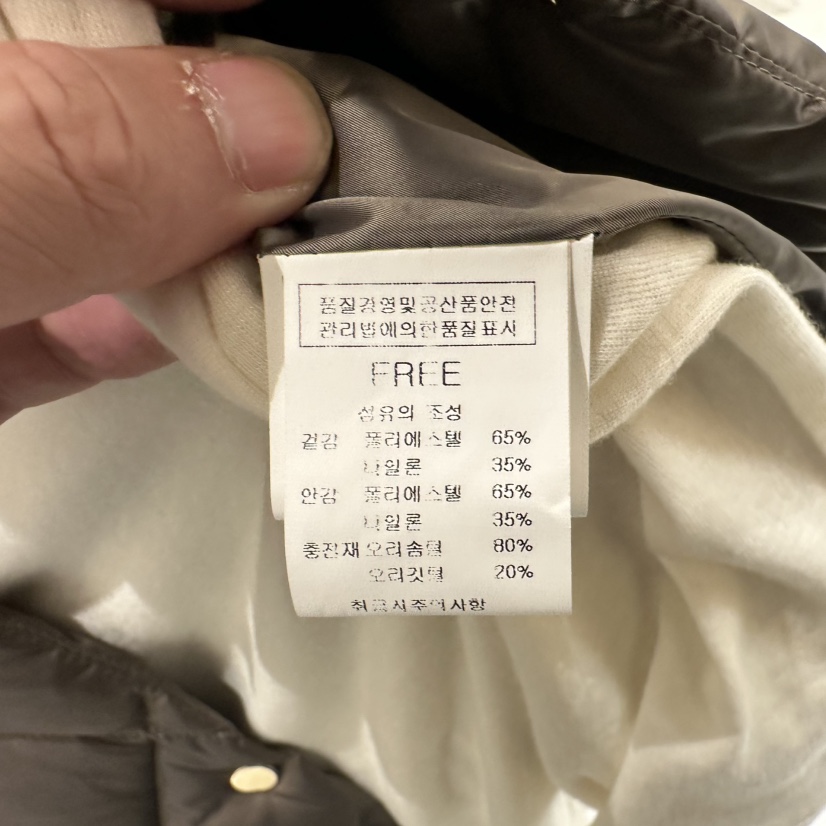 품질경영및공산품안전
관리법에의한품질표시
FREE
섬유의 조성
겉감 폴리에스텔 65%
나일론 35%
안감 폴리에스텔 65%
나일론 35%
충전재 오리솜털 80%
오리깃털 20%
취급시주의사항